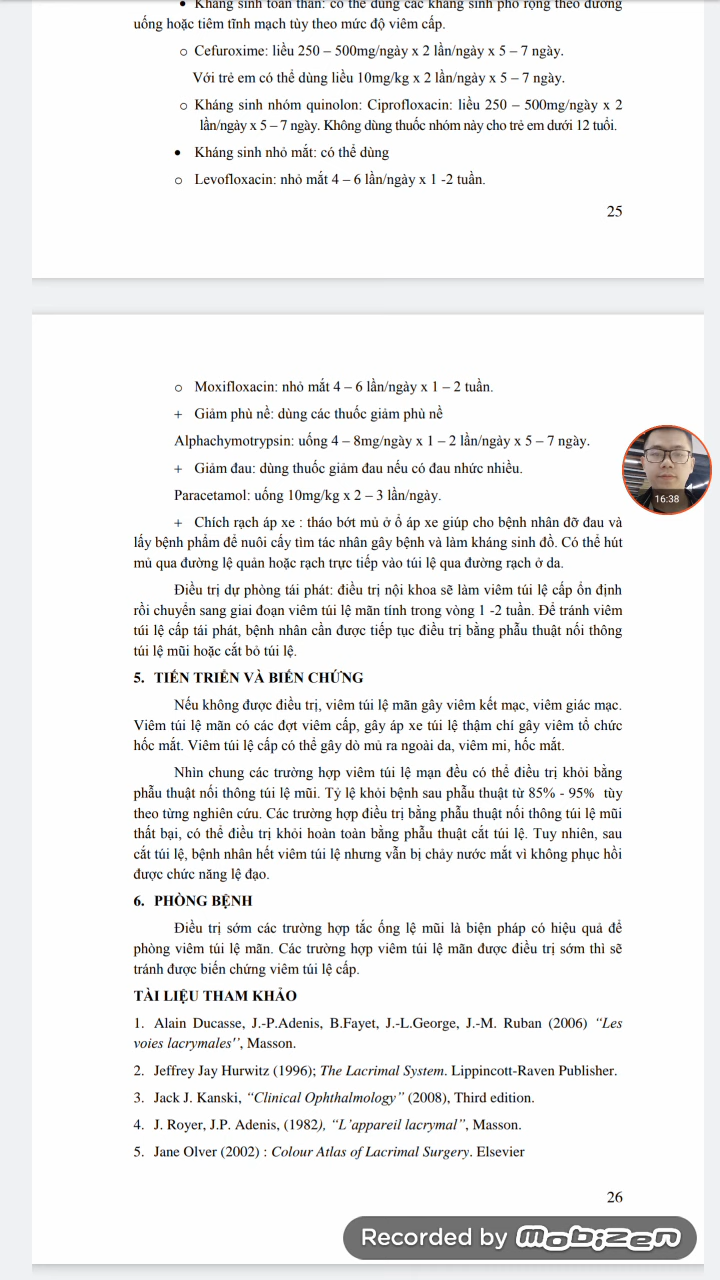 • Kháng sinh toàn thân: có thể dùng các kháng sinh phổ rộng theo đường
uống hoặc tiêm tĩnh mạch tùy theo mức độ viêm cấp.
o Cefuroxime: liều 250 – 500mg/ngày x 2 lần/ngày x 5 – 7 ngày.
Với trẻ em có thể dùng liều 10mg/kg x 2 lần/ngày x 5 – 7 ngày.
o Kháng sinh nhóm quinolon: Ciprofloxacin: liều 250 – 500mg/ngày x 2
lần/ngày x 5 – 7 ngày. Không dùng thuốc nhóm này cho trẻ em dưới 12 tuổi.
• Kháng sinh nhỏ mắt: có thể dùng
o Levofloxacin: nhỏ mắt 4 – 6 lần/ngày x 1 -2 tuần.
25
o Moxifloxacin: nhỏ mắt 4 – 6 lần/ngày x 1 – 2 tuần.
+ Giảm phù nề: dùng các thuốc giảm phù nề
Alphachymotrypsin: uống 4 – 8mg/ngày x 1 – 2 lần/ngày x 5 – 7 ngày.
+ Giảm đau: dùng thuốc giảm đau nếu có đau nhức nhiều.
Paracetamol: uống 10mg/kg x 2 – 3 lần/ngày.
16:38
+ Chích rạch áp xe : tháo bớt mủ ở ổ áp xe giúp cho bệnh nhân đỡ đau và
lấy bệnh phẩm để nuôi cấy tìm tác nhân gây bệnh và làm kháng sinh đồ. Có thể hút
mủ qua đường lệ quản hoặc rạch trực tiếp vào túi lệ qua đường rạch ở da.
Điều trị dự phòng tái phát: điều trị nội khoa sẽ làm viêm túi lệ cấp ổn định
rồi chuyển sang giai đoạn viêm túi lệ mãn tính trong vòng 1 -2 tuần. Để tránh viêm
túi lệ cấp tái phát, bệnh nhân cần được tiếp tục điều trị bằng phẫu thuật nối thông
túi lệ mũi hoặc cắt bỏ túi lệ.
5. TIẾN TRIỂN VÀ BIẾN CHỨNG
Nếu không được điều trị, viêm túi lệ mãn gây viêm kết mạc, viêm giác mạc.
Viêm túi lệ mãn có các đợt viêm cấp, gây áp xe túi lệ thậm chí gây viêm tổ chức
hốc mắt. Viêm túi lệ cấp có thể gây dò mủ ra ngoài da, viêm mi, hốc mắt.
Nhìn chung các trường hợp viêm túi lệ mạn đều có thể điều trị khỏi bằng
phẫu thuật nối thông túi lệ mũi. Tỷ lệ khỏi bệnh sau phẫu thuật từ 85% - 95% tùy
theo từng nghiên cứu. Các trường hợp điều trị bằng phẫu thuật nối thông túi lệ mũi
thất bại, có thể điều trị khỏi hoàn toàn bằng phẫu thuật cắt túi lệ. Tuy nhiên, sau
cắt túi lệ, bệnh nhân hết viêm túi lệ nhưng vẫn bị chảy nước mắt vì không phục hồi
được chức năng lệ đạo.
6. PHÒNG BỆNH
Điều trị sớm các trường hợp tắc ống lệ mũi là biện pháp có hiệu quả để
phòng viêm túi lệ mãn. Các trường hợp viêm túi lệ mãn được điều trị sớm thì sẽ
tránh được biến chứng viêm túi lệ cấp.
TÀI LIỆU THAM KHẢO
1. Alain Ducasse, J.-P.Adenis, B.Fayet, J.-L.George, J.-M. Ruban (2006) “Les
voies lacrymales’’, Masson.
2. Jeffrey Jay Hurwitz (1996); The Lacrimal System. Lippincott-Raven Publisher.
3. Jack J. Kanski, “Clinical Ophthalmology” (2008), Third edition.
4. J. Royer, J.P. Adenis, (1982), “L’appareil lacrymal”, Masson.
5. Jane Olver (2002) : Colour Atlas of Lacrimal Surgery. Elsevier
26
Recorded by mobizen